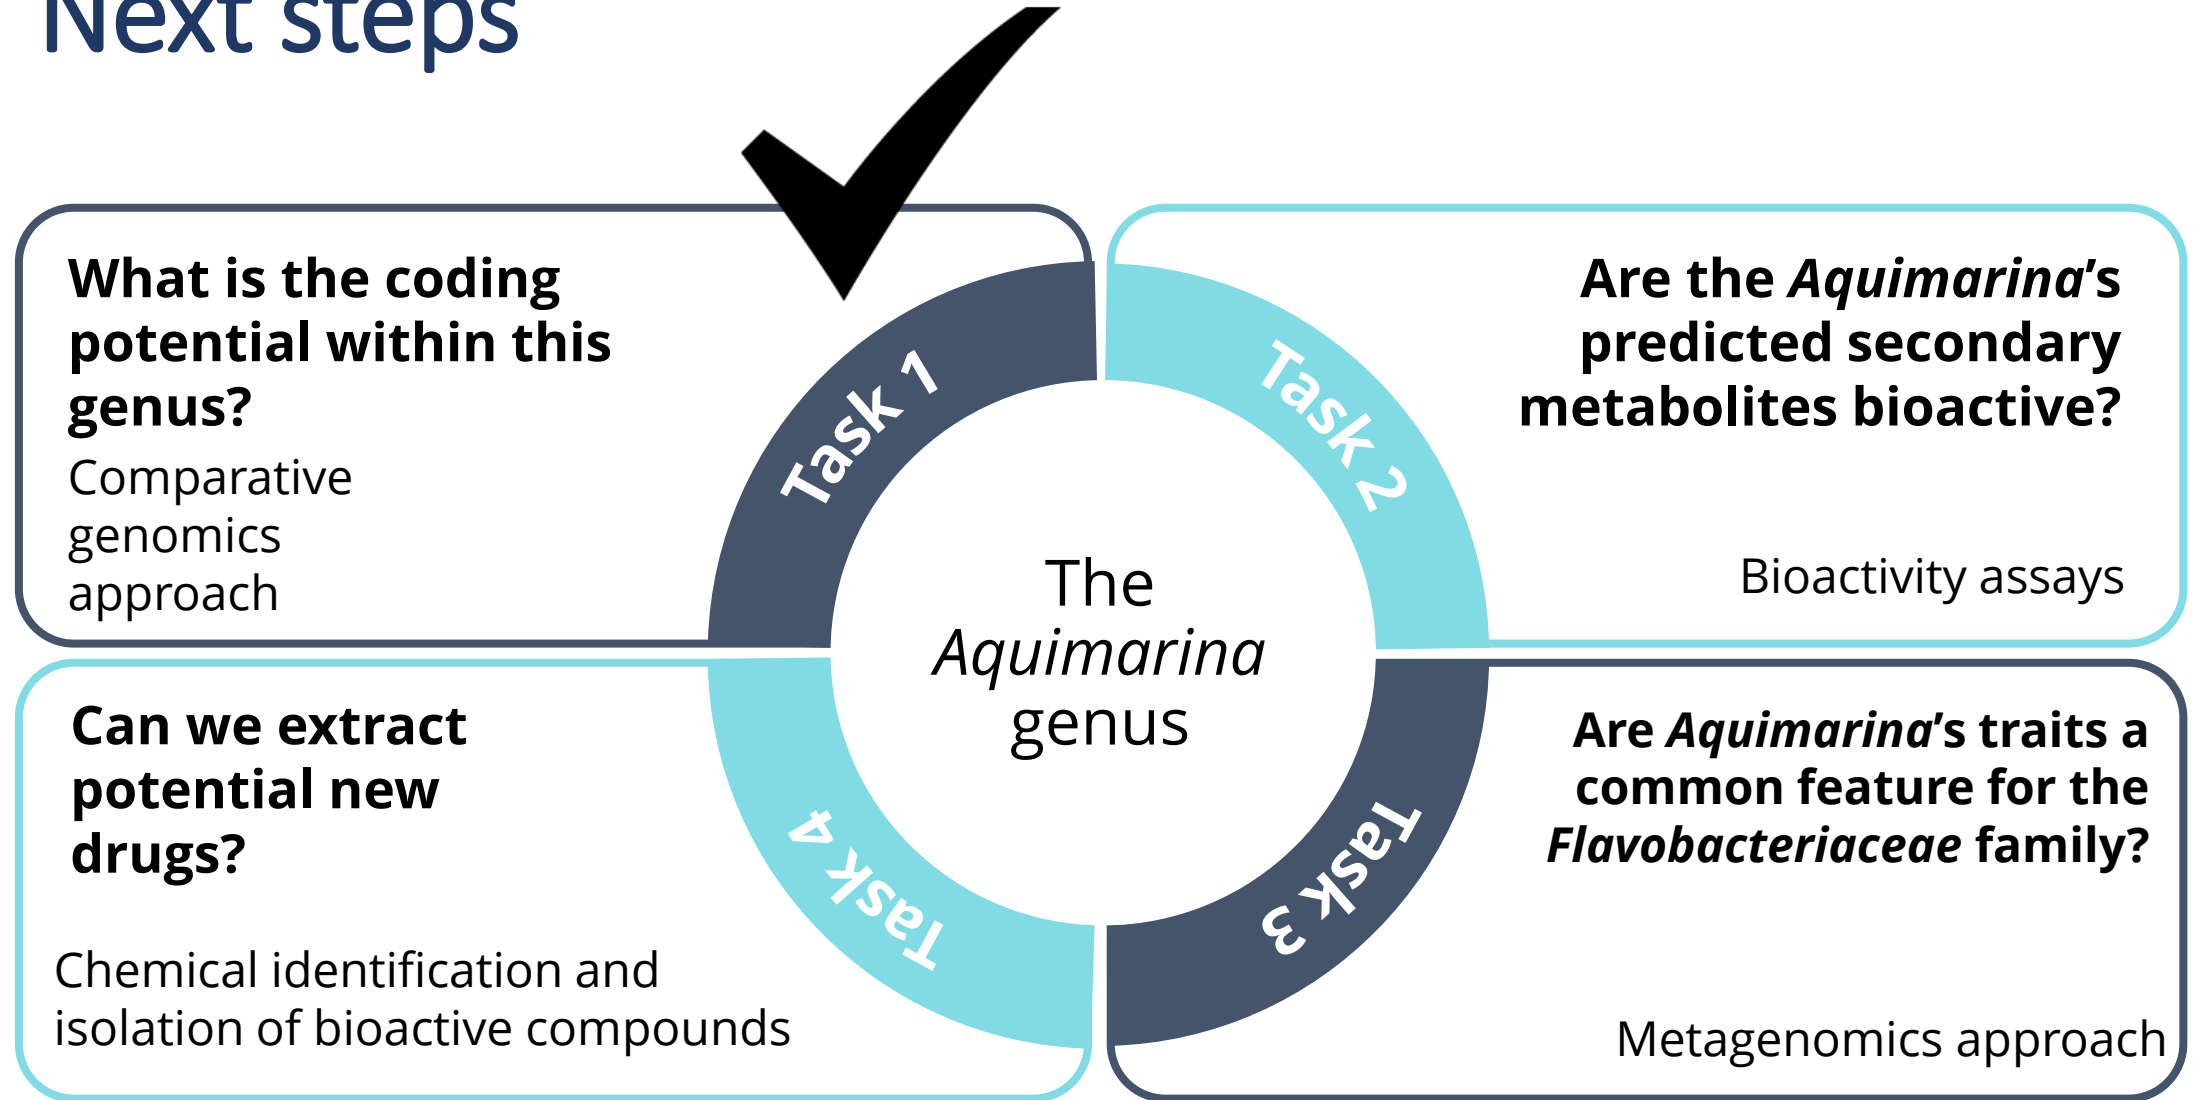 Next steps
What is the coding
potential within this
genus?
Comparative
genomics
approach
Task 1
Are the Aquimarina's
predicted secondary
metabolites bioactive?
Bioactivity assays
Task 2
The
Aquimarina
genus
Can we extract
potential new
drugs?
Chemical identification and
isolation of bioactive compounds
Task 4
Are Aquimarina's traits a
common feature for the
Flavobacteriaceae family?
Metagenomics approach
Task 3